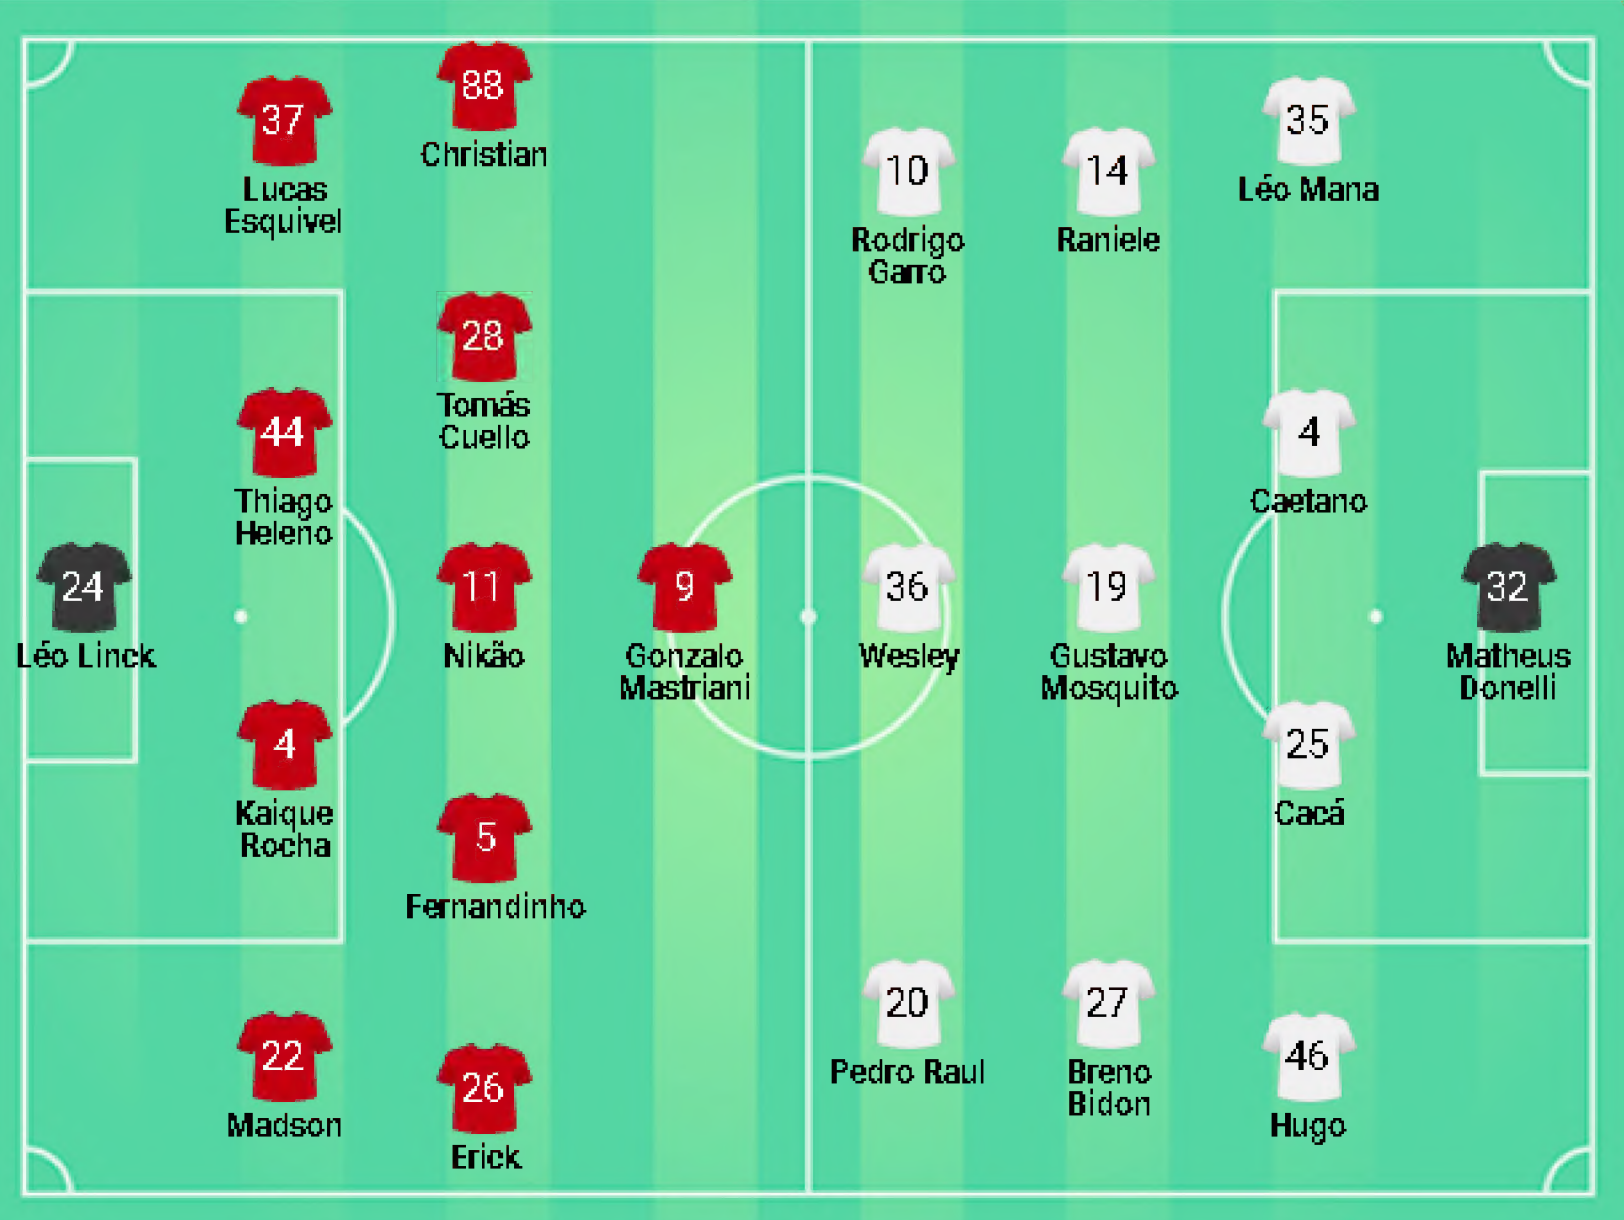 37
Lucas
Esquivel
88
Christian
35
Léo Mana
10
Rodrigo
Garro
14
Raniele
28
Tomás
Cuello
44
Thiago
Heleno
4
Caetano
24
Léo Linck
11
Nikão
9
Gonzalo
Mastriani
36
Wesley
19
Gustavo
Mosquito
32
Matheus
Donelli
4
Kaique
Rocha
25
Cacá
5
Fernandinho
22
Madson
26
Erick
20
Pedro Raul
27
Breno
Bidon
46
Hugo